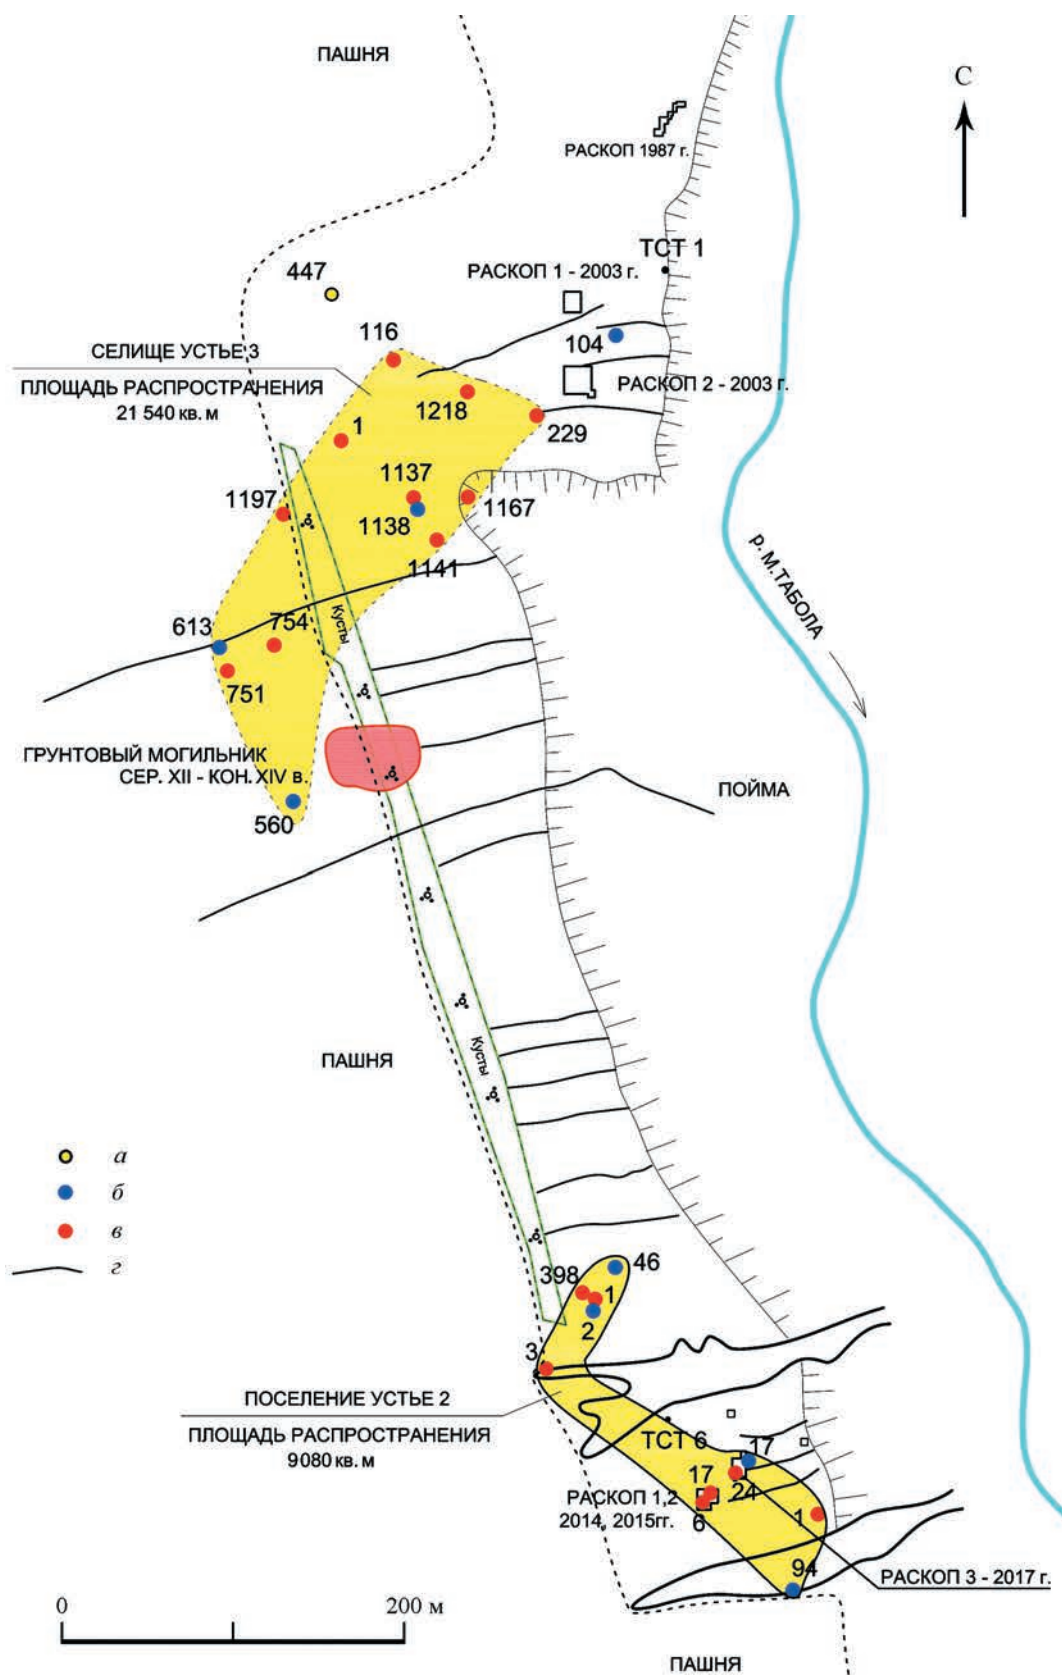 ПАШНЯ
С
РАСКОП 1987 г.
ТСТ 1
447
РАСКОП 1 - 2003 г.
116
104
СЕЛИЩЕ УСТЬЕ 3
ПЛОЩАДЬ РАСПРОСТРАНЕНИЯ
21 540 кв. м
РАСКОП 2 - 2003 г.
1218
229
1
1137
1197
1167
1138
1141
р. М.ТАБОЛА
Кусты
613
754
751
ГРУНТОВЫЙ МОГИЛЬНИК
СЕР. XII - КОН. XIV в.
ПОЙМА
560
Кусты
ПАШНЯ
а
б
в
г
46
398
1
2
3
ПОСЕЛЕНИЕ УСТЬЕ 2
ПЛОЩАДЬ РАСПРОСТРАНЕНИЯ
9080 кв. м
ТСТ 6
17
17
24
РАСКОП 1,2
2014, 2015гг.
6
1
94
РАСКОП 3 - 2017 г.
0
200 м
ПАШНЯ